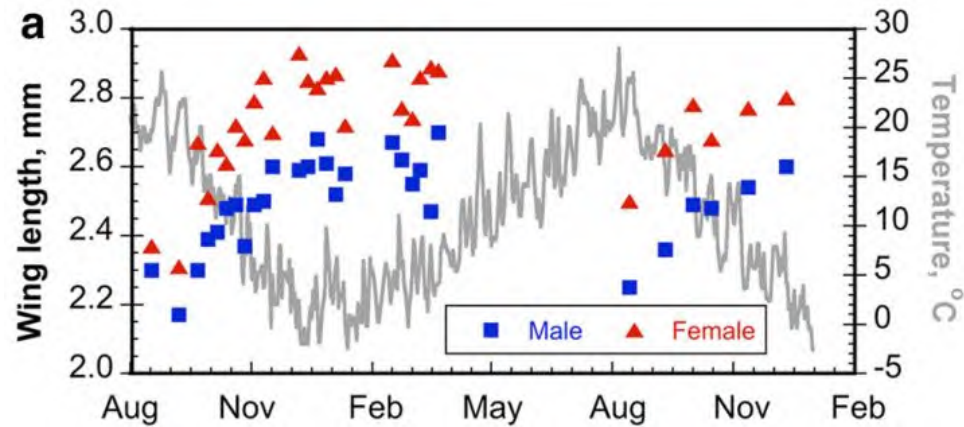 a
Wing length, mm
3.0
2.8
2.6
2.4
2.2
2.0
Temperature, °C
30
25
20
15
10
5
0
-5
Male
Female
Aug
Nov
Feb
May
Aug
Nov
Feb